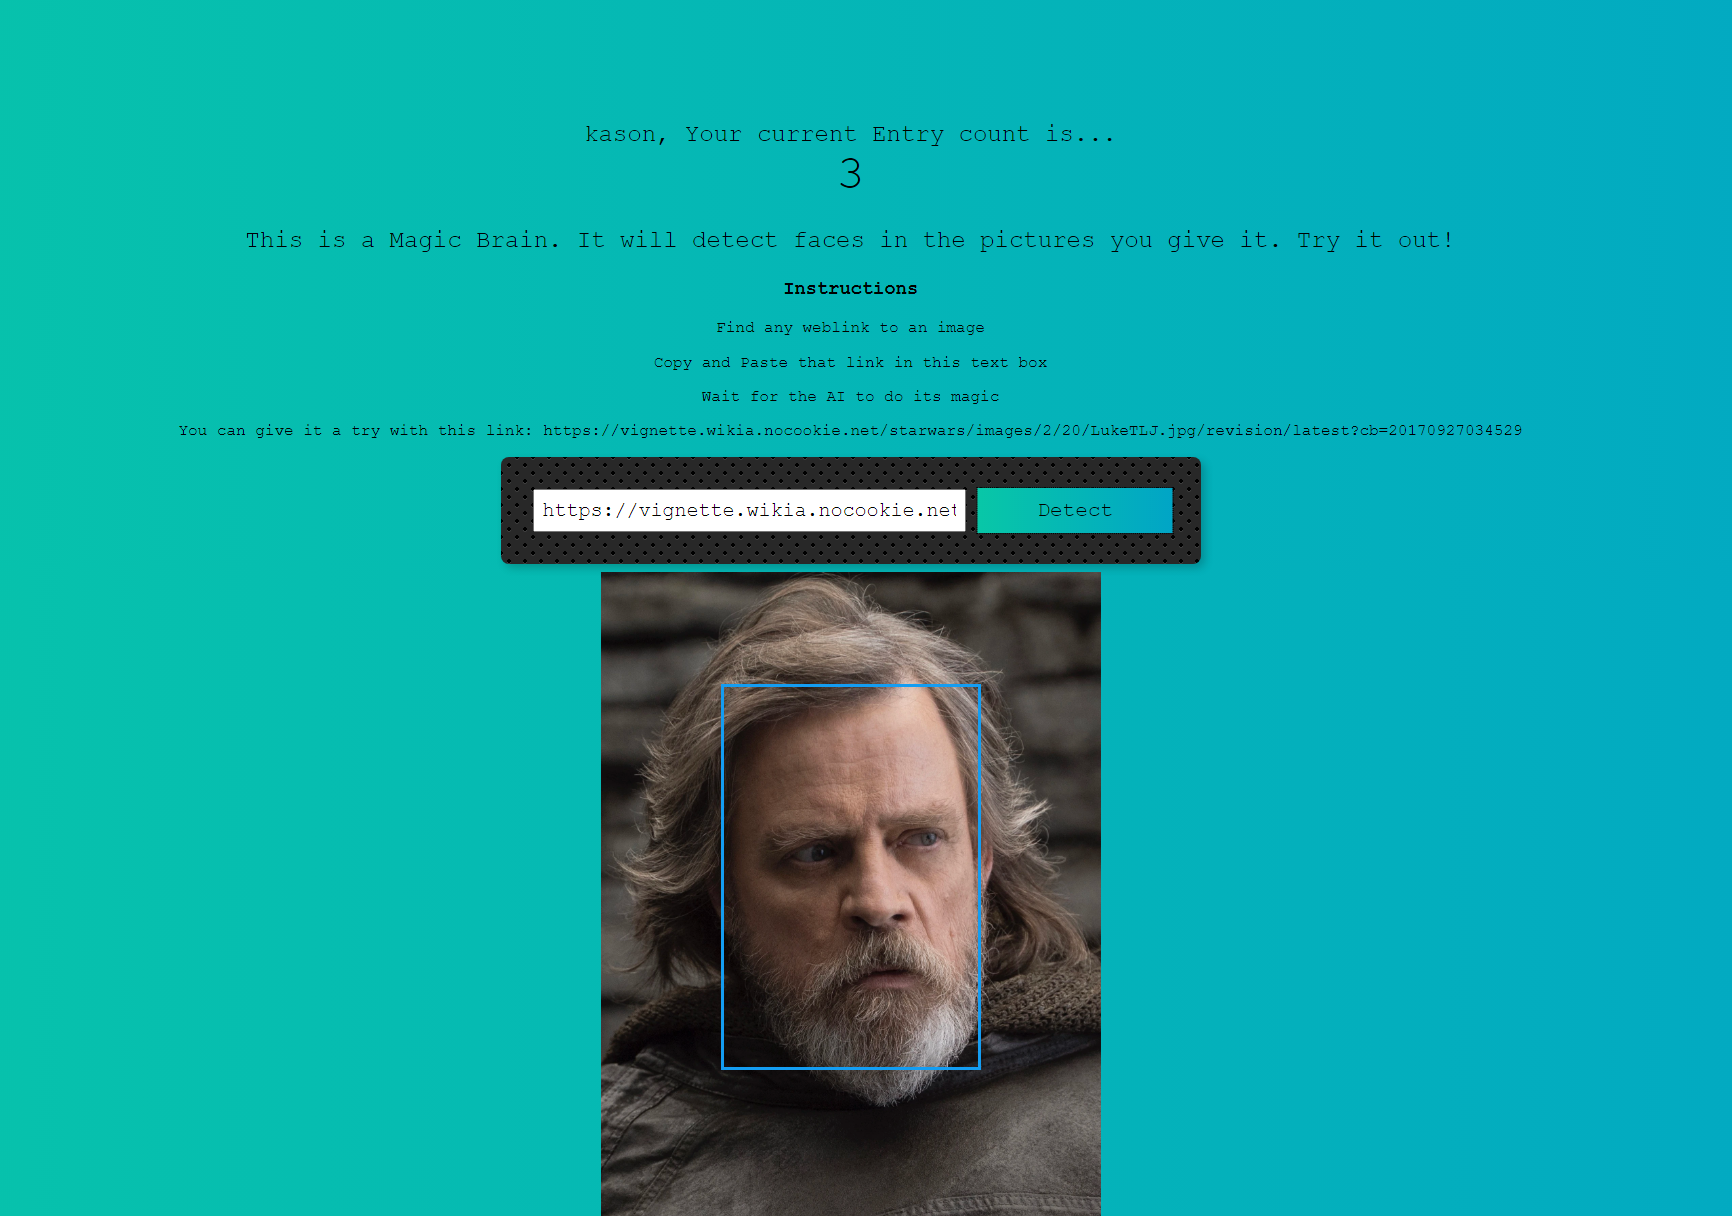 kason, Your current Entry count is...
3
This is a Magic Brain. It will detect faces in the pictures you give it. Try it out!
Instructions
Find any weblink to an image
Copy and Paste that link in this text box
Wait for the AI to do its magic
You can give it a try with this link: https://vignette.wikia.nocookie.net/starwars/images/2/20/LukeTLJ.jpg/revision/latest?cb=20170927034529
https://vignette.wikia.nocookie.net Detect